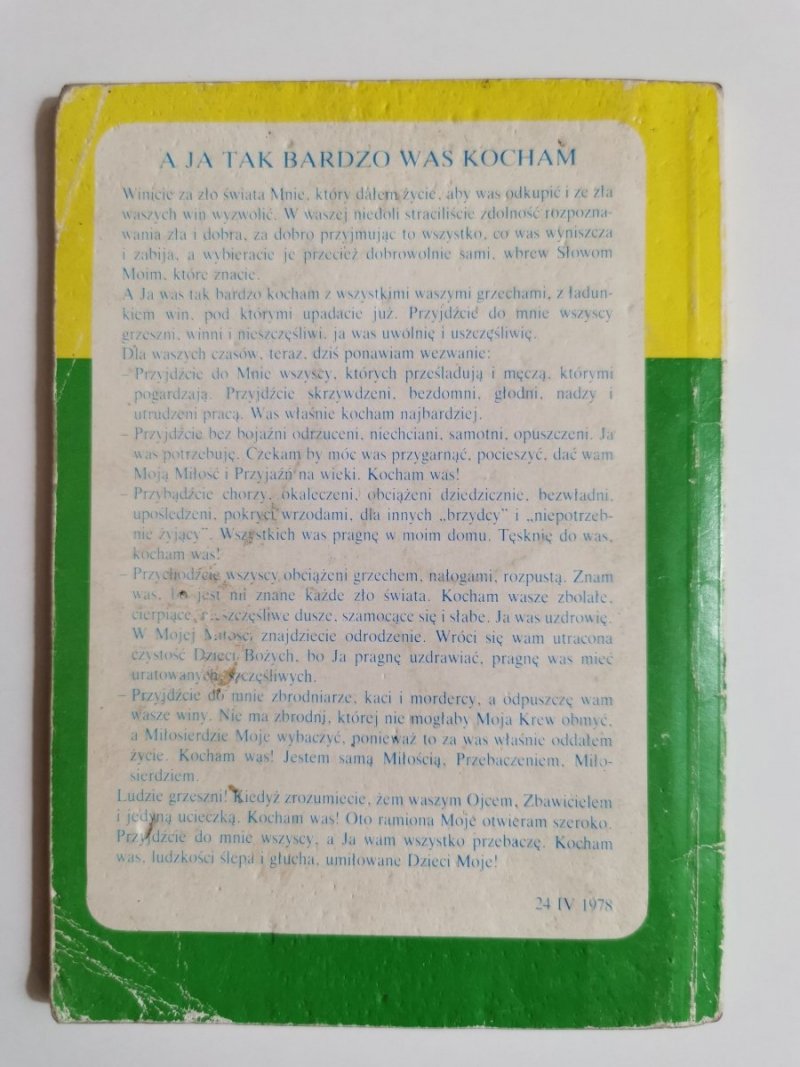 A JA TAK BARDZO WAS KOCHAM
Winicie za zło świata Mnie, który dałem życie, aby was odkupić i ze zła
waszych win wyzwolić. W waszej niedoli straciliście zdolność rozpozna-
wania zła i dobra, za dobro przyjmując to wszystko, co was wyniszcza
i zabija, a wybieracie je przecież dobrowolnie sami, wbrew Słowom
Moim, które znacie.
A Ja was tak bardzo kocham z wszystkimi waszymi grzechami, z ładun-
kiem win, pod którymi upadacie już. Przyjdźcie do mnie wszyscy
grzeszni, winni i nieszczęśliwi, ja was uwolnię i uszczęśliwię.
Dla waszych czasów, teraz, dziś ponawiam wezwanie:
– Przyjdźcie do Mnie wszyscy, których prześladują i męczą, którymi
pogardzają. Przyjdźcie skrzywdzeni, bezdomni, głodni, nadzy i
utrudzeni pracą. Was właśnie kocham najbardziej.
– Przyjdźcie bez bojaźni odrzuceni, niechciani, samotni, opuszczeni. Ja
was potrzebuję. Czekam by móc was przygarnąć, pocieszyć, dać wam
Moją Miłość i Przyjaźń na wieki. Kocham was!
– Przybądźcie chorzy, okaleczeni, obciążeni dziedzicznie, bezwładni,
upośledzeni, pokryci wrzodami, dla innych „brzydcy” i „niepotrzeb-
nie żyjący”. Wszystkich was pragnę w moim domu. Tęsknię do was,
kocham was!
– Przychodźcie wszyscy obciążeni grzechem, nałogami, rozpustą. Znam
was, bo jest mi znane każde zło świata. Kocham wasze zbolałe,
cierpiące, nieszczęśliwe dusze, szamocące się i słabe. Ja was uzdrowię.
W Mojej Miłości znajdziecie odrodzenie. Wróci się wam utracona
czystość Dzieci Bożych, bo Ja pragnę uzdrawiać, pragnę was mieć
uratowanych, szczęśliwych.
– Przyjdźcie do mnie zbrodniarze, kaci i mordercy, a odpuszczę wam
wasze winy. Nie ma zbrodni, której nie mogłaby Moja Krew obmyć,
a Miłosierdzie Moje wybaczyć, ponieważ to za was właśnie oddałem
życie. Kocham was! Jestem samą Miłością, Przebaczeniem, Miło-
sierdziem.
Ludzie grzeszni! Kiedyż zrozumiecie, żem waszym Ojcem, Zbawicielem
i jedyną ucieczką. Kocham was! Oto ramiona Moje otwieram szeroko.
Przyjdźcie do mnie wszyscy, a Ja wam wszystko przebaczę. Kocham
was, ludzkości ślepa i głucha, umiłowane Dzieci Moje!
24 IV 1978